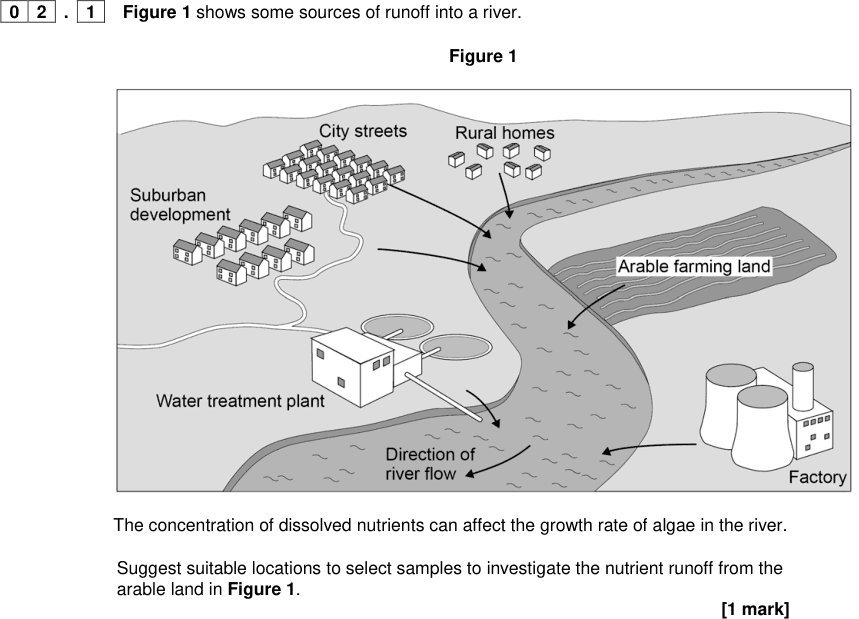 0 2 . 1 Figure 1 shows some sources of runoff into a river.
Figure 1
City streets
Rural homes
Suburban
development
Arable farming land
Water treatment plant
Direction of
river flow
Factory
The concentration of dissolved nutrients can affect the growth rate of algae in the river.
Suggest suitable locations to select samples to investigate the nutrient runoff from the
arable land in Figure 1.
[1 mark]